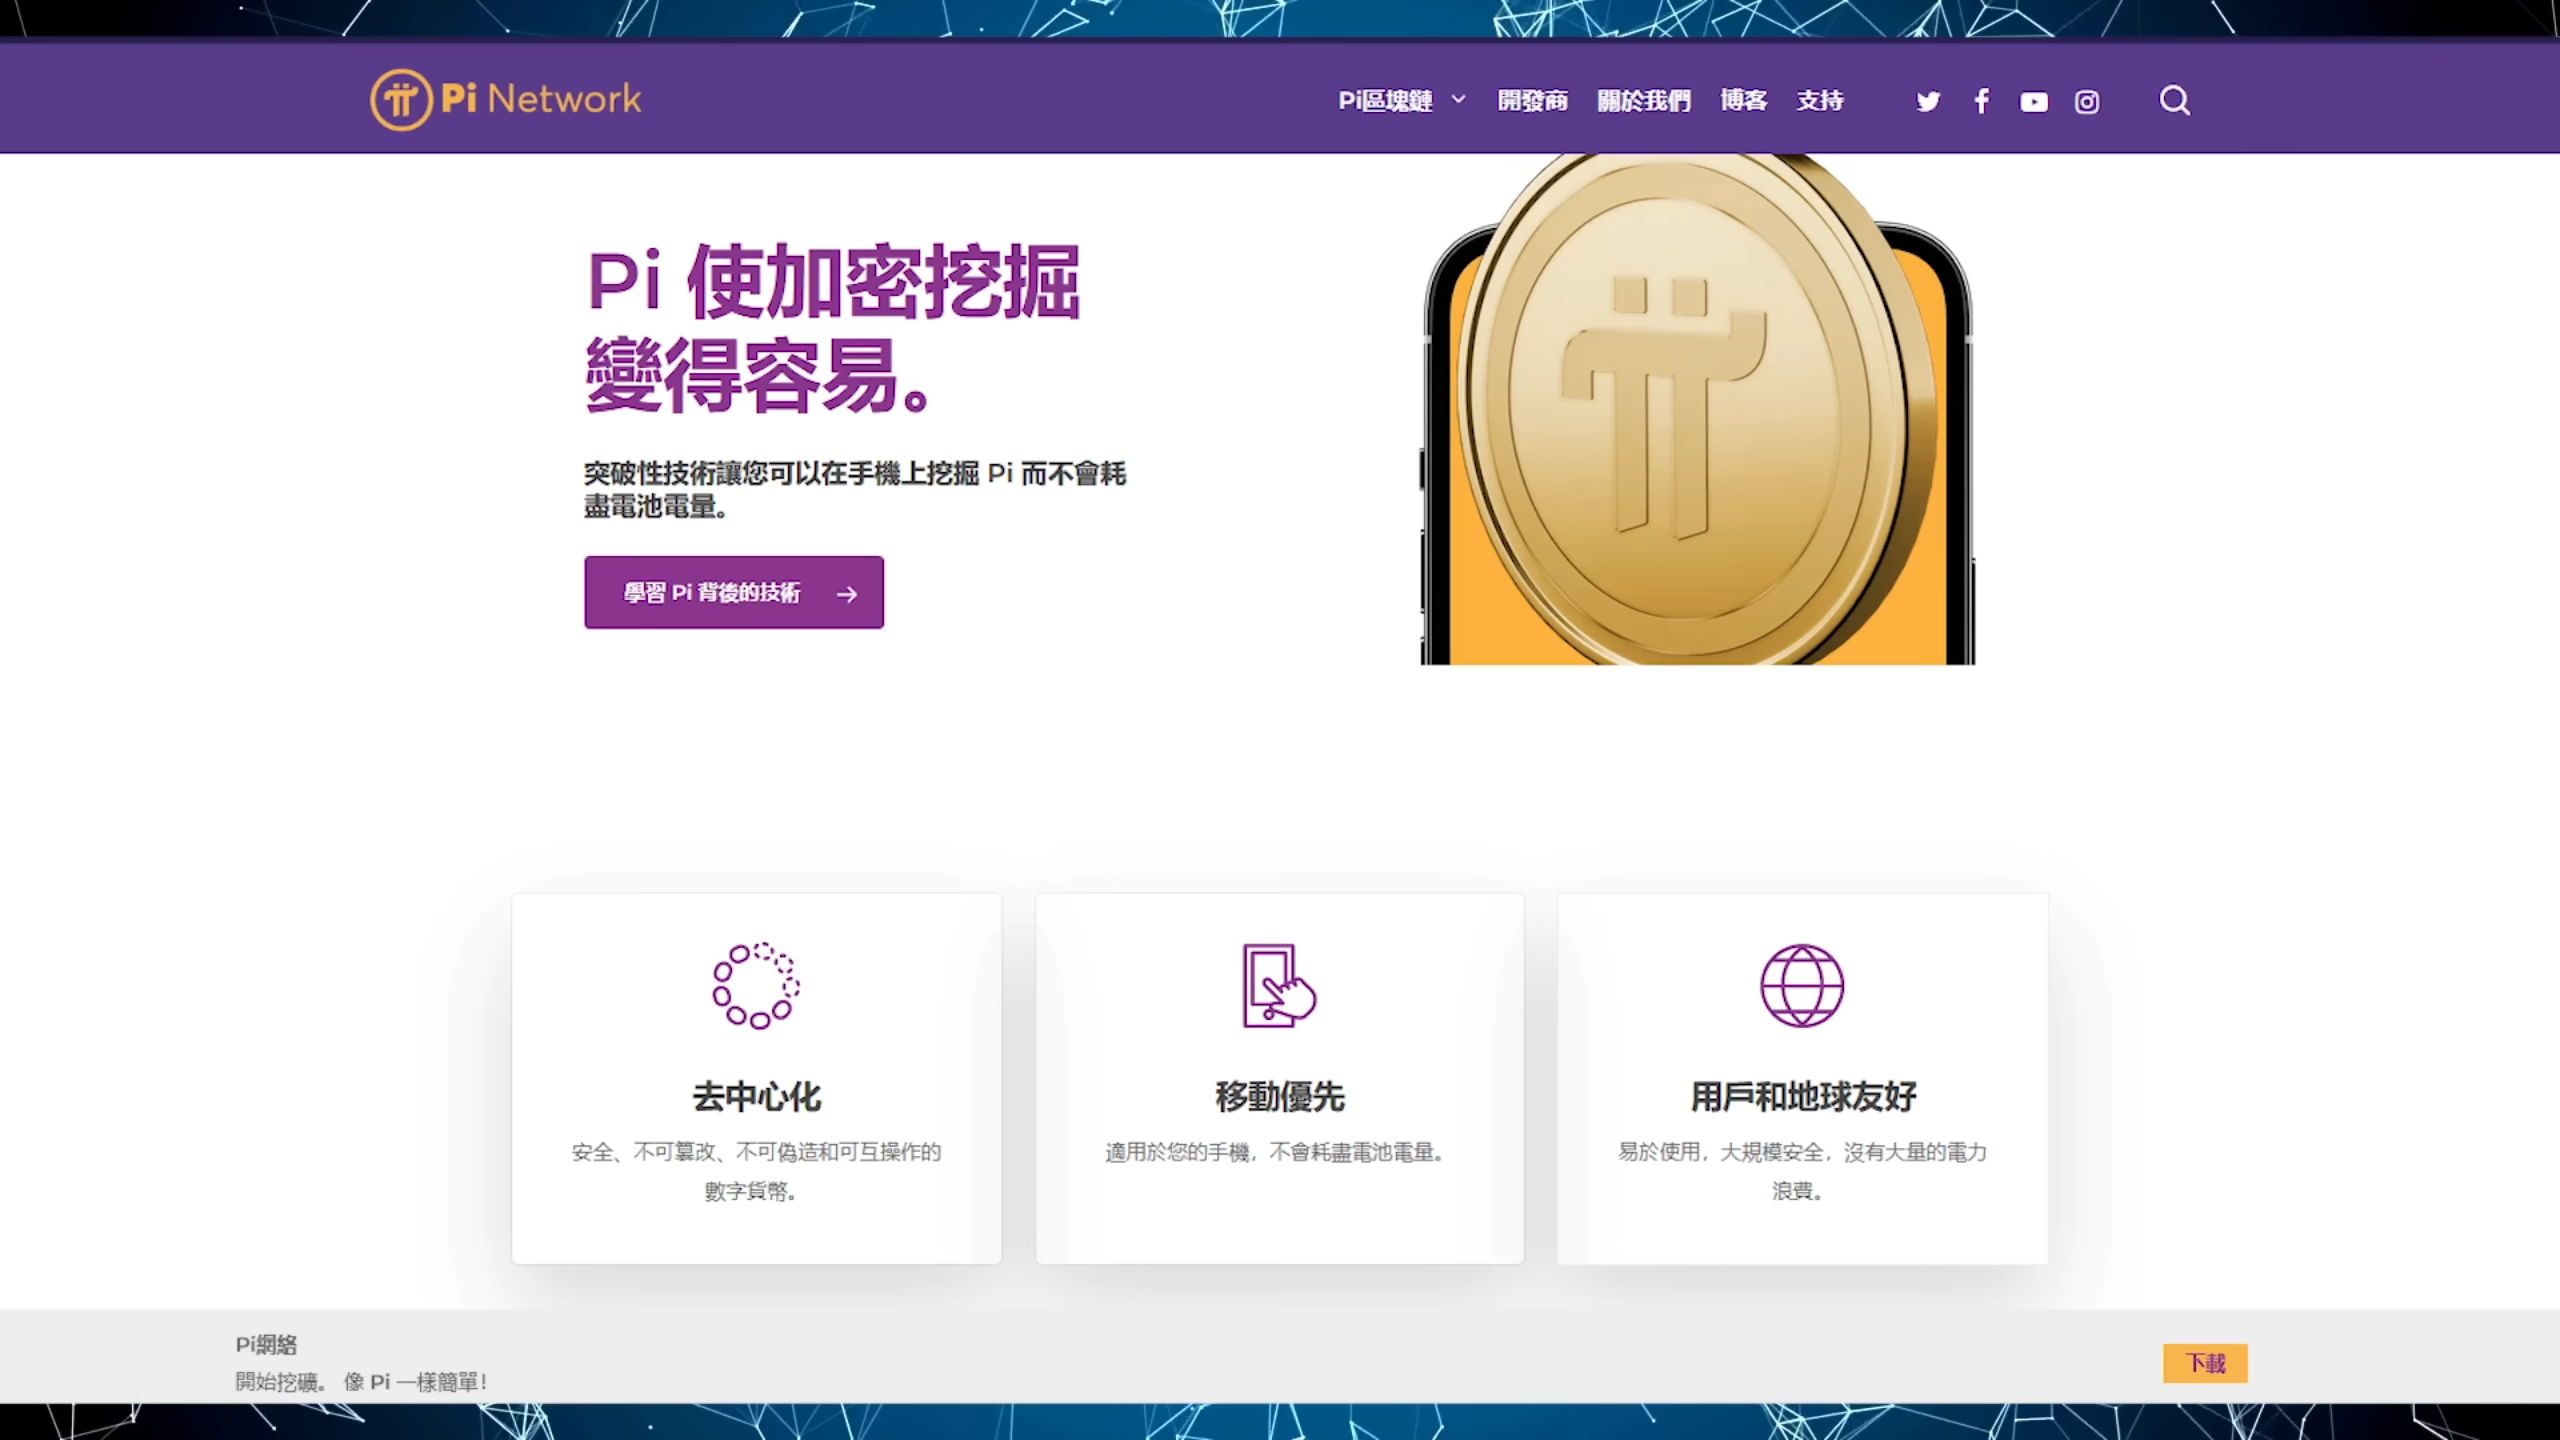 Pi Network
Pi區塊鏈 開發商 關於我們 博客 支持
Pi 使加密挖掘
變得容易。
突破性技術讓您可以在手機上挖掘 Pi 而不會耗
盡電池電量。
學習 Pi 背後的技術
去中心化
安全、不可篡改、不可偽造和可互操作的
數字貨幣。
移動優先
適用於您的手機，不會耗盡電池電量。
用戶和地球友好
易於使用，大規模安全，沒有大量的電力
浪費。
Pi網絡
開始挖礦。 像 Pi 一樣簡單！
下載